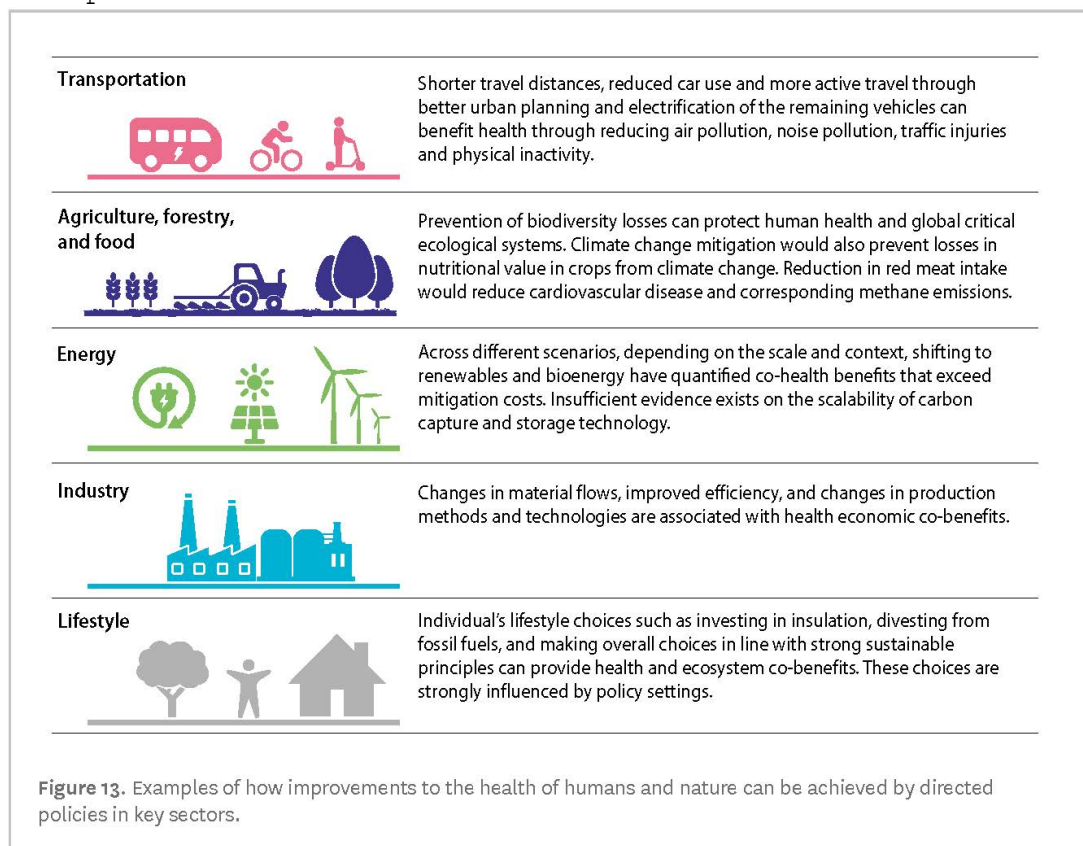 Transportation
Shorter travel distances, reduced car use and more active travel through
better urban planning and electrification of the remaining vehicles can
benefit health through reducing air pollution, noise pollution, traffic injuries
and physical inactivity.
Agriculture, forestry,
and food
Prevention of biodiversity losses can protect human health and global critical
ecological systems. Climate change mitigation would also prevent losses in
nutritional value in crops from climate change. Reduction in red meat intake
would reduce cardiovascular disease and corresponding methane emissions.
Energy
Across different scenarios, depending on the scale and context, shifting to
renewables and bioenergy have quantified co-health benefits that exceed
mitigation costs. Insufficient evidence exists on the scalability of carbon
capture and storage technology.
Industry
Changes in material flows, improved efficiency, and changes in production
methods and technologies are associated with health economic co-benefits.
Lifestyle
Individual's lifestyle choices such as investing in insulation, divesting from
fossil fuels, and making overall choices in line with strong sustainable
principles can provide health and ecosystem co-benefits. These choices are
strongly influenced by policy settings.
Figure 13. Examples of how improvements to the health of humans and nature can be achieved by directed
policies in key sectors.